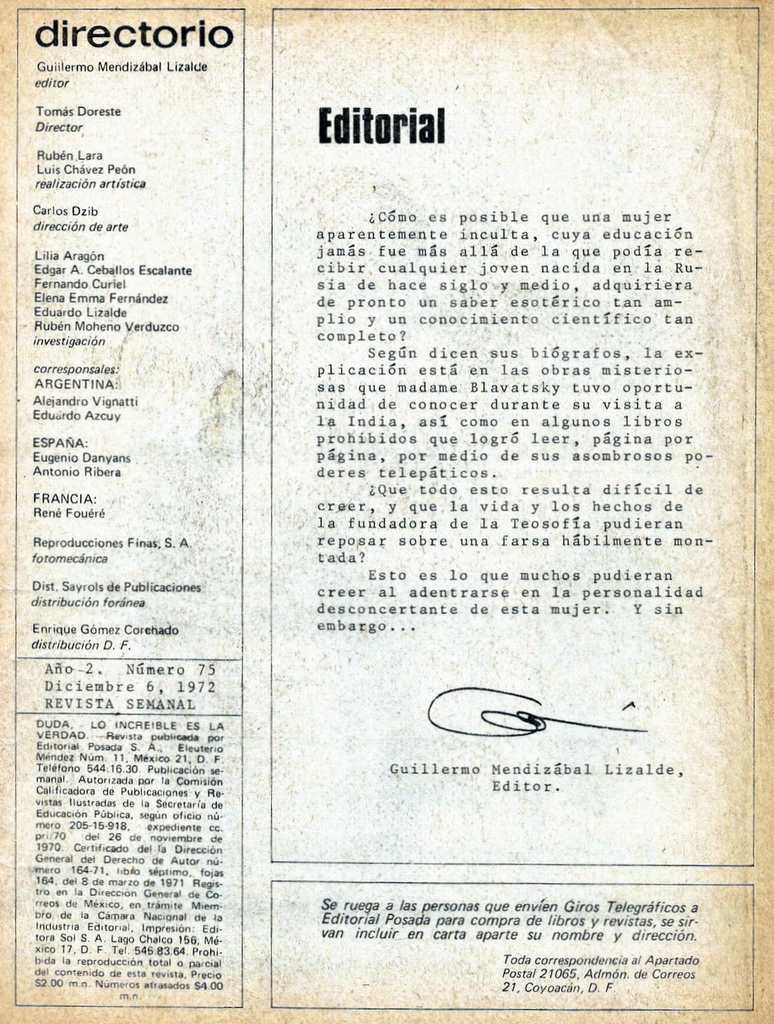 directorio
Guillermo Mendizábal Lizalde
editor
Tomás Doreste
Director
Rubén Lara
Luis Chávez Peón
realización artística
Carlos Dzib
dirección de arte
Lilia Aragón
Edgar A. Ceballos Escalante
Fernando Curiel
Elena Emma Fernández
Eduardo Lizalde
Rubén Moheno Verduzco
investigación
corresponsales:
ARGENTINA:
Alejandro Vignatti
Eduardo Azcuy
ESPAÑA:
Eugenio Danyans
Antonio Ribera
FRANCIA:
René Fouéré
Reproducciones Finas, S. A.
fotomecánica
Dist. Sayrols de Publicaciones
distribución foránea
Enrique Gómez Corchado
distribución D. F.
Año 2. Número 75
Diciembre 6, 1972
REVISTA SEMANAL
DUDA, LO INCREIBLE ES LA
VERDAD. Revista publicada por
Editorial Posada S. A., Eleuterio
Méndez Núm. 11, México 21, D. F.
Teléfono 544.16.30. Publicación se-
manal. Autorizada por la Comisión
Calificadora de Publicaciones y Re-
vistas Ilustradas de la Secretaría de
Educación Pública, según oficio nú-
mero 205-15-918, expediente cc.
pri.70 del 26 de noviembre de
1970. Certificado de la Dirección
General del Derecho de Autor nú-
mero 164-71, libro séptimo, fojas
164, del 8 de marzo de 1971 Regis-
tro en la Dirección General de Co-
rreos de México, en trámite Miem-
bro de la Cámara Nacional de la
Industria Editorial, Impresión: Edi-
tora Sol S. A. Lago Chalco 156, Mé-
xico 17, D. F. Tel. 545.83.64. Prohi-
bida la reproducción total o parcial
del contenido de esta revista. Precio
$2.00 m.n. Números atrasados $4.00
m.n.
Editorial
¿Cómo es posible que una mujer
aparentemente inculta, cuya educación
jamás fue más allá de la que podía re-
cibir cualquier joven nacida en la Ru-
sia de hace siglo y medio, adquiriera
de pronto un saber esotérico tan am-
plio y un conocimiento científico tan
completo?
Según dicen sus biógrafos, la ex-
plicación está en las obras misterio-
sas que madame Blavatsky tuvo oportu-
nidad de conocer durante su visita a
la India, así como en algunos libros
prohibidos que logró leer, página por
página, por medio de sus asombrosos po-
deres telepáticos.
¿Que todo esto resulta difícil de
creer, y que la vida y los hechos de
la fundadora de la Teosofía pudieran
reposar sobre una farsa hábilmente mon-
tada?
Esto es lo que muchos pudieran
creer al adentrarse en la personalidad
desconcertante de esta mujer. Y sin
embargo...
Guillermo Mendizábal Lizalde,
Editor.
Se ruega a las personas que envíen Giros Telegráficos a
Editorial Posada para compra de libros y revistas, se sir-
van incluir en carta aparte su nombre y dirección.
Toda correspondencia al Apartado
Postal 21065, Admón. de Correos
21, Coyoacán, D. F.